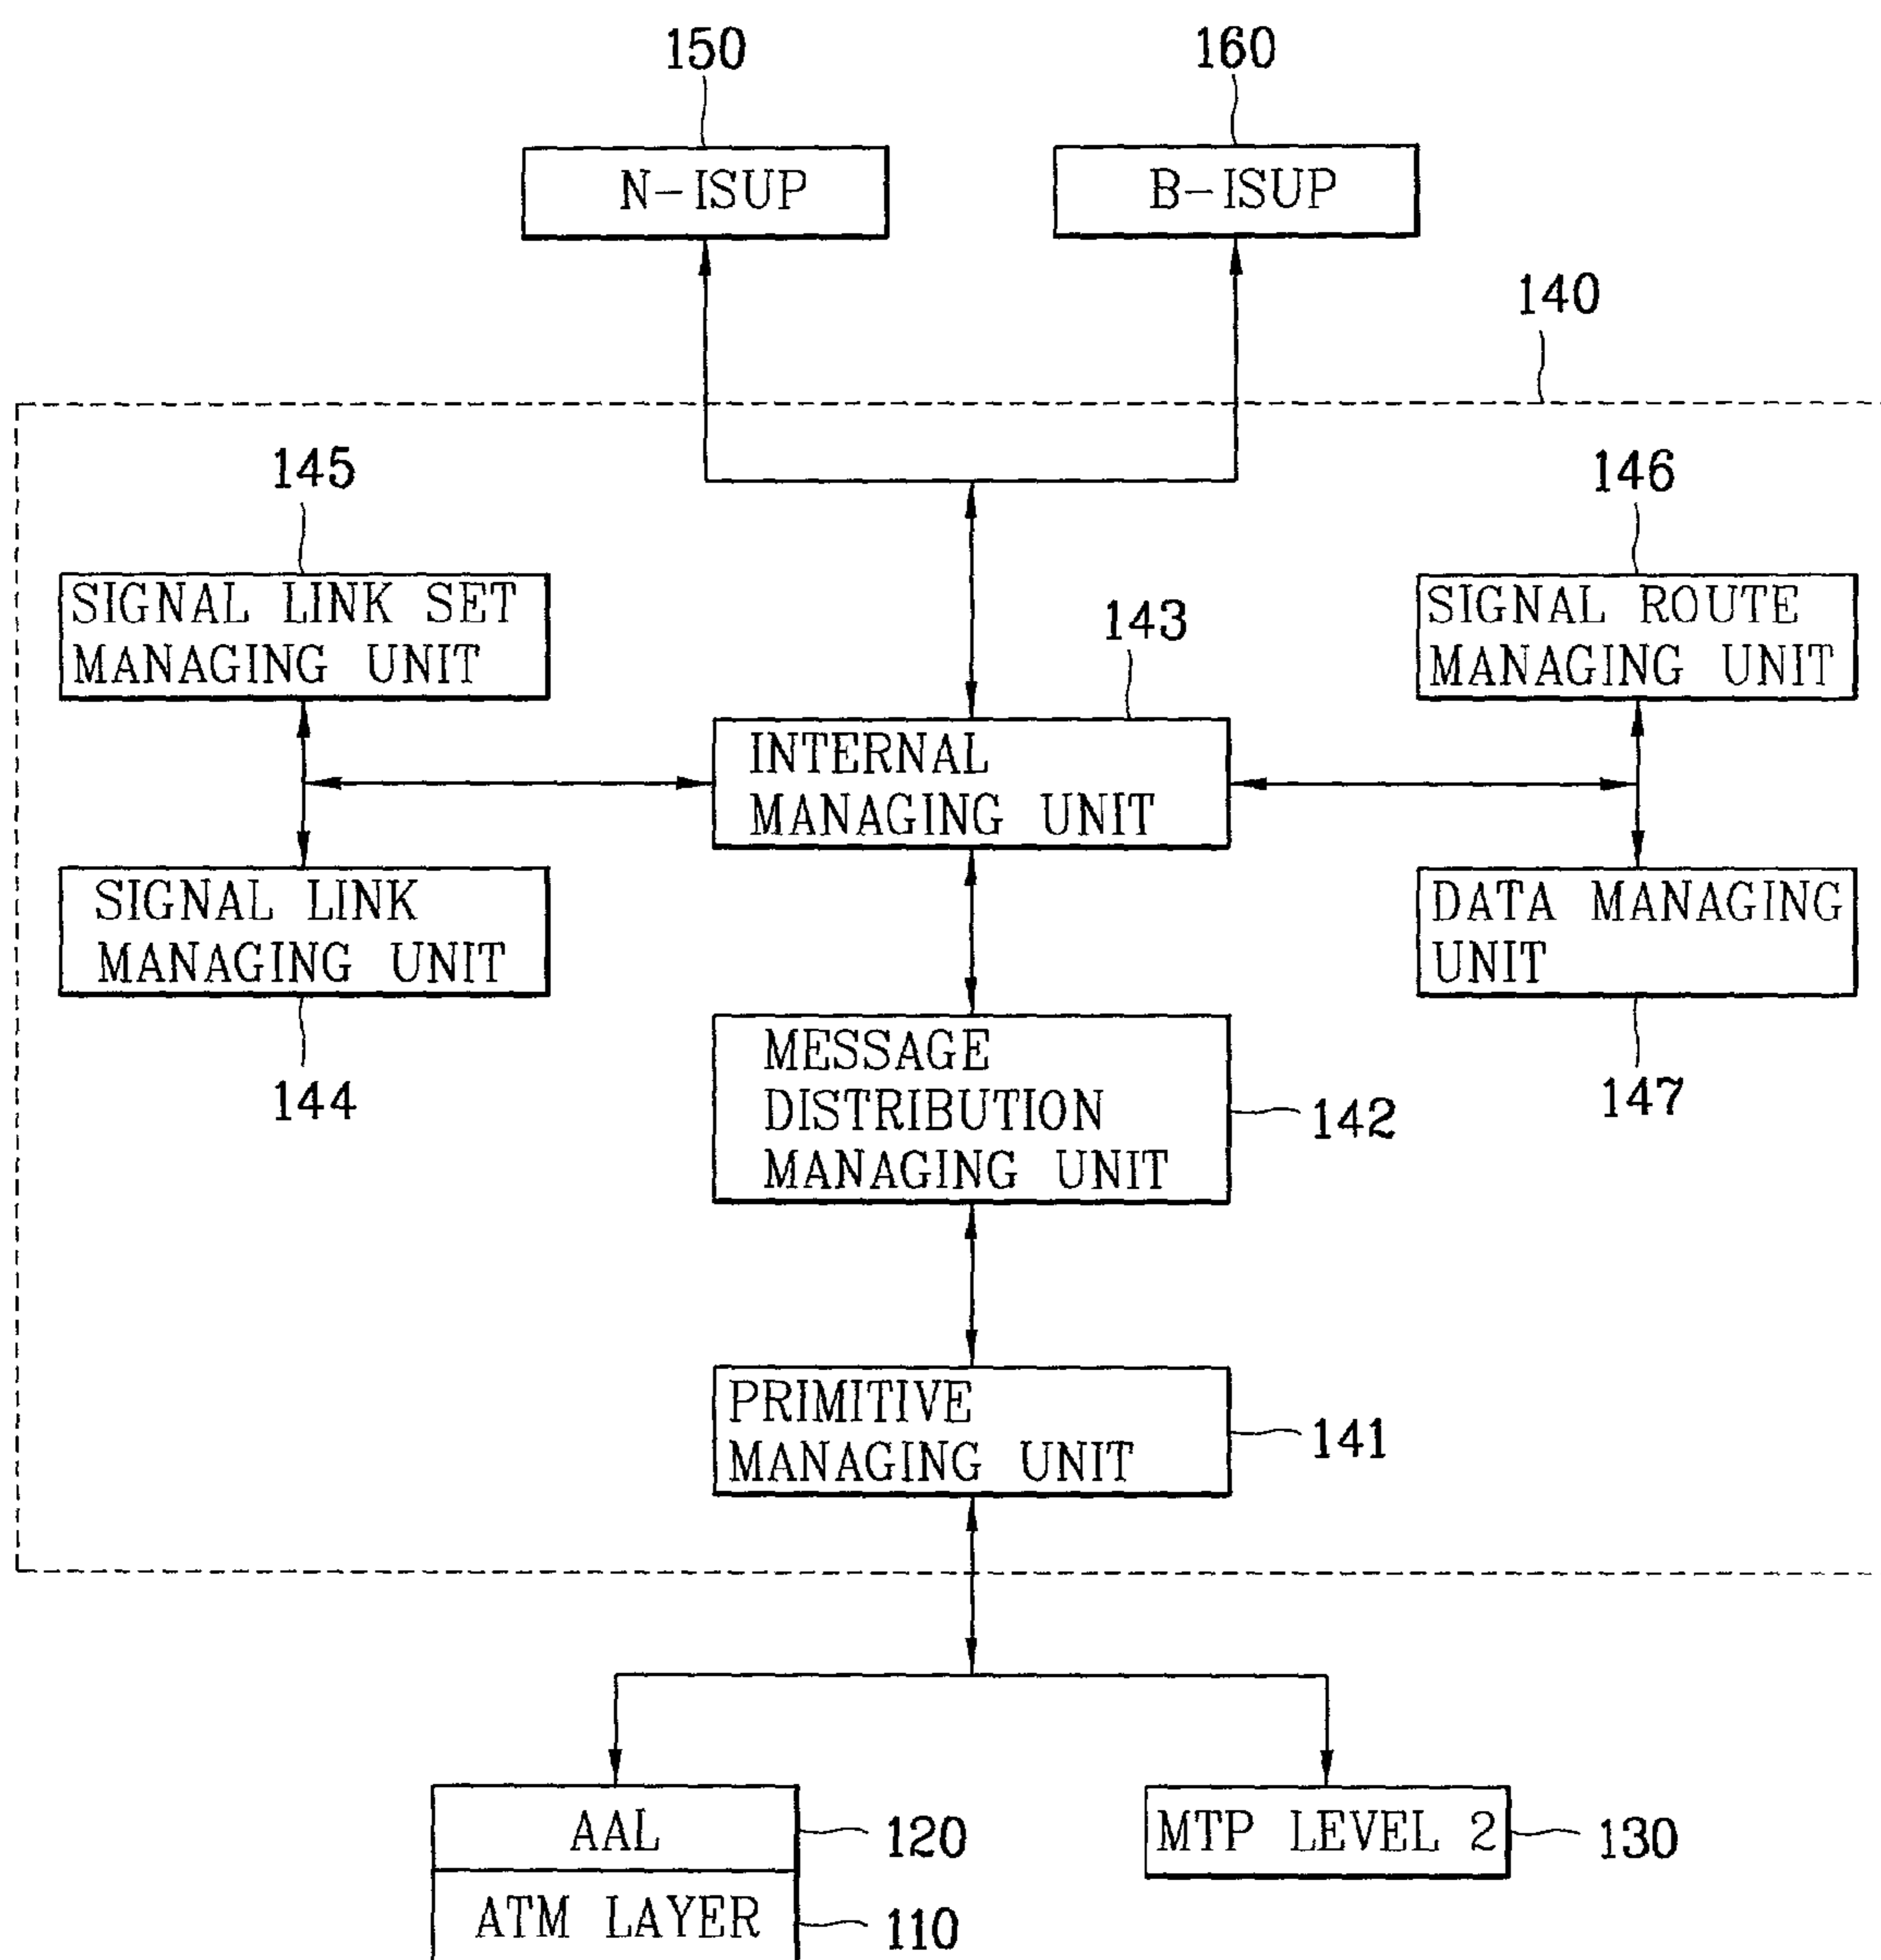 150
160
N-ISUP
B-ISUP
140
145
146
SIGNAL LINK SET
MANAGING UNIT
SIGNAL ROUTE
MANAGING UNIT
143
INTERNAL
MANAGING UNIT
SIGNAL LINK
MANAGING UNIT
DATA MANAGING
UNIT
144
147
MESSAGE
DISTRIBUTION
MANAGING UNIT
142
PRIMITIVE
MANAGING UNIT
141
AAL
120
MTP LEVEL 2
130
ATM LAYER
110